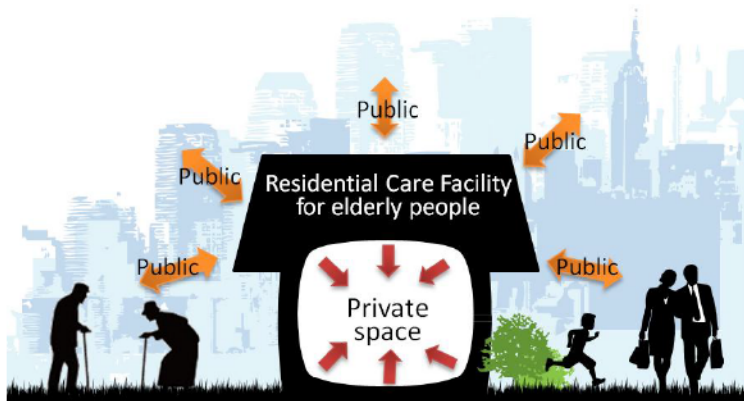 Public
Public
Public
Residential Care Facility
for elderly people
Public
Public
Private
space